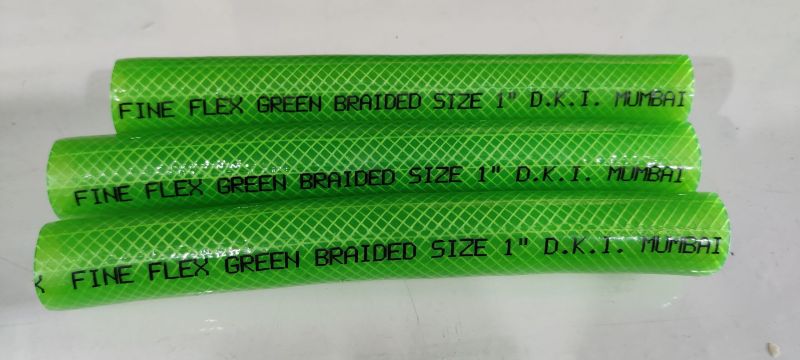 FINE FLEX GREEN BRAIDED SIZE 1" D.K.I. MUMBAI
FINE FLEX GREEN BRAIDED SIZE 1" D.K.I. MUMBAI
X FINE FLEX GREEN BRAIDED SIZE 1" D.K.I. MUMBAI